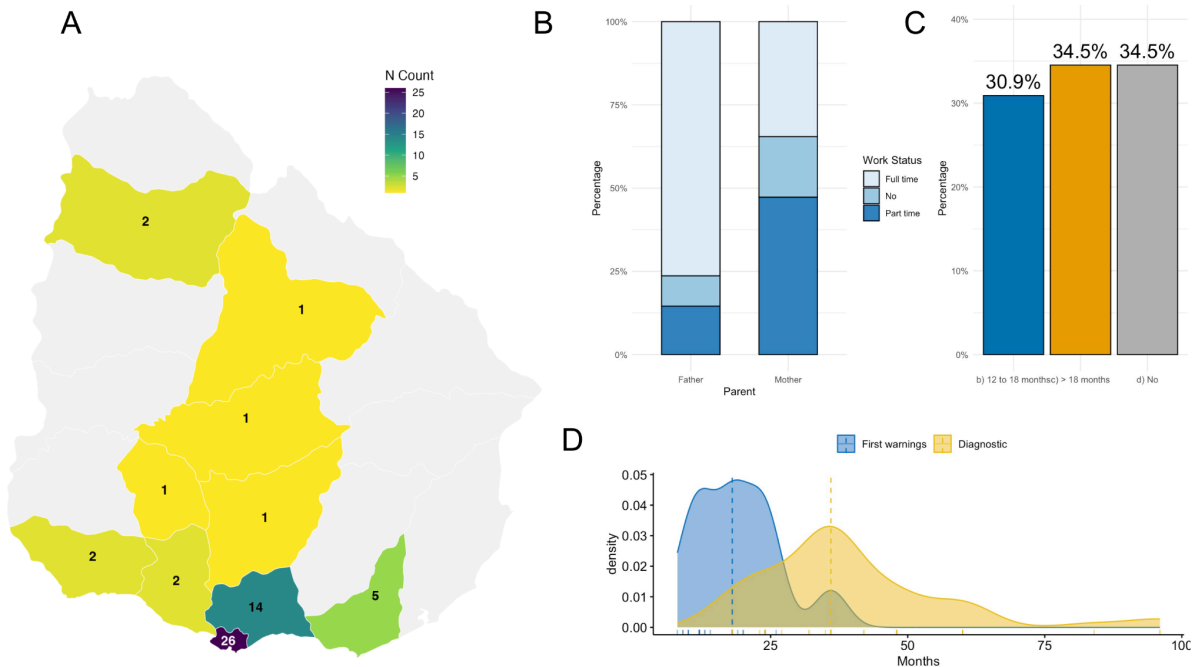 A
N Count
25
20
15
10
5
2
1
1
1
1
2
2
14
5
26
B
100%
75%
50%
25%
0%
Percentage
Father
Mother
Parent
Work Status
Full time
No
Part time
C
40%
30%
20%
10%
0%
Percentage
30.9%
34.5%
34.5%
b) 12 to 18 months
c) > 18 months
d) No
D
First warnings
Diagnostic
0.05
0.04
0.03
0.02
0.01
0.00
density
25
50
75
100
Months